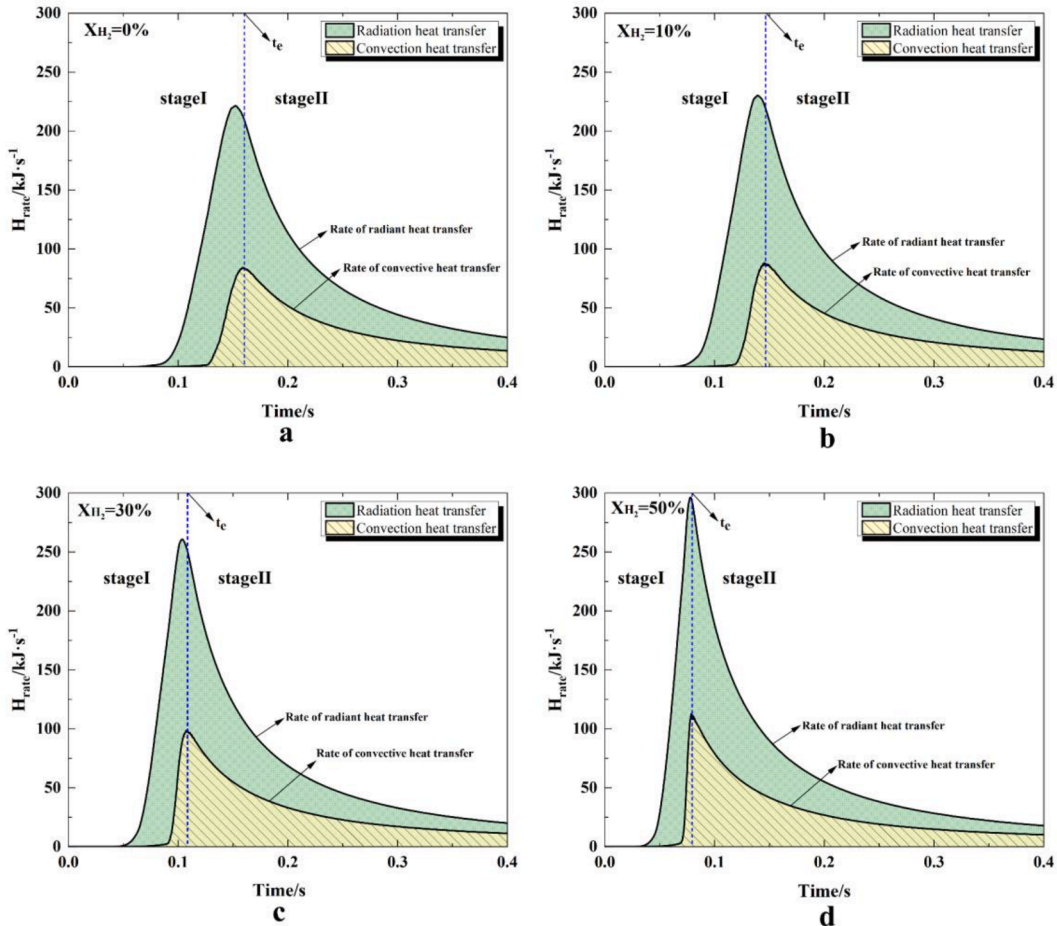 X_H₂=0%
t_e
Radiation heat transfer
Convection heat transfer
stageI
stageII
Rate of radiant heat transfer
Rate of convective heat transfer
H_rate/kJ·s⁻¹
300
250
200
150
100
50
0
0.0 0.1 0.2 0.3 0.4
Time/s
a
X_H₂=10%
t_e
Radiation heat transfer
Convection heat transfer
stageI
stageII
Rate of radiant heat transfer
Rate of convective heat transfer
H_rate/kJ·s⁻¹
300
250
200
150
100
50
0
0.0 0.1 0.2 0.3 0.4
Time/s
b
X_H₂=30%
t_e
Radiation heat transfer
Convection heat transfer
stageI
stageII
Rate of radiant heat transfer
Rate of convective heat transfer
H_rate/kJ·s⁻¹
300
250
200
150
100
50
0
0.0 0.1 0.2 0.3 0.4
Time/s
c
X_H₂=50%
t_e
Radiation heat transfer
Convection heat transfer
stageI
stageII
Rate of radiant heat transfer
Rate of convective heat transfer
H_rate/kJ·s⁻¹
300
250
200
150
100
50
0
0.0 0.1 0.2 0.3 0.4
Time/s
d